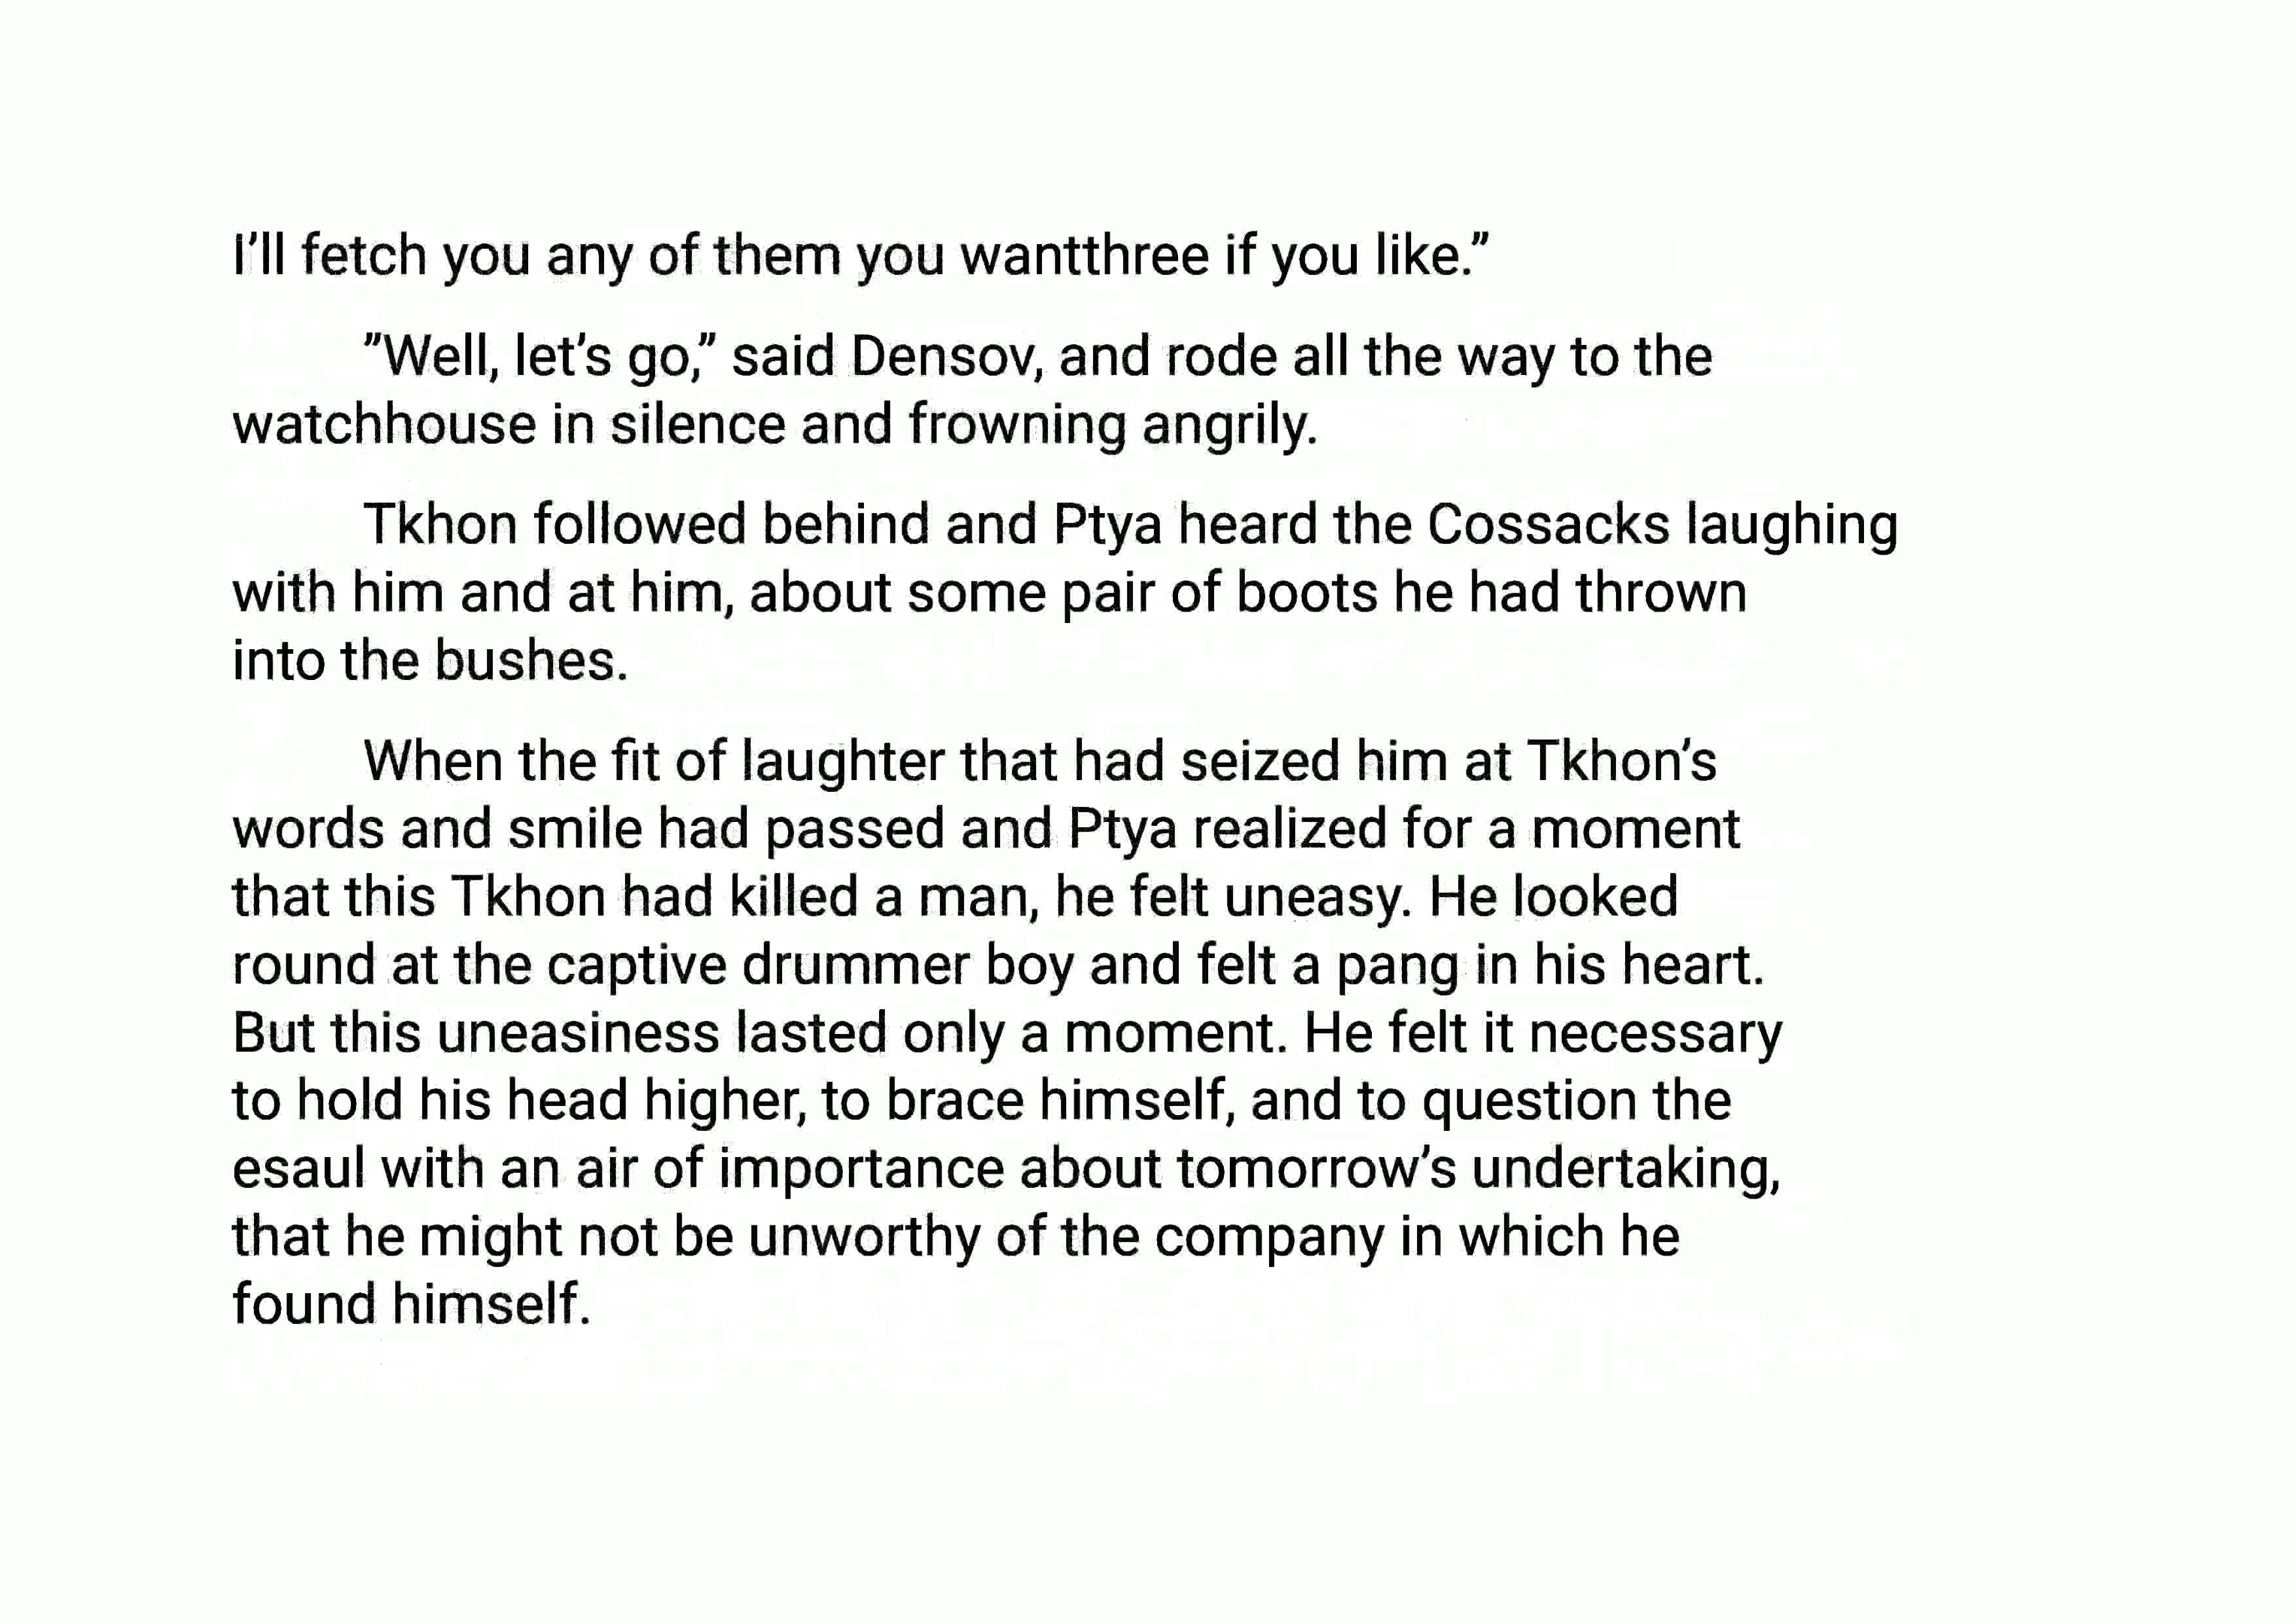 I’ll fetch you any of them you wantthree if you like.”
”Well, let’s go,” said Densov, and rode all the way to the
watchhouse in silence and frowning angrily.
Tkhon followed behind and Ptya heard the Cossacks laughing
with him and at him, about some pair of boots he had thrown
into the bushes.
When the fit of laughter that had seized him at Tkhon’s
words and smile had passed and Ptya realized for a moment
that this Tkhon had killed a man, he felt uneasy. He looked
round at the captive drummer boy and felt a pang in his heart.
But this uneasiness lasted only a moment. He felt it necessary
to hold his head higher, to brace himself, and to question the
esaul with an air of importance about tomorrow’s undertaking,
that he might not be unworthy of the company in which he
found himself.